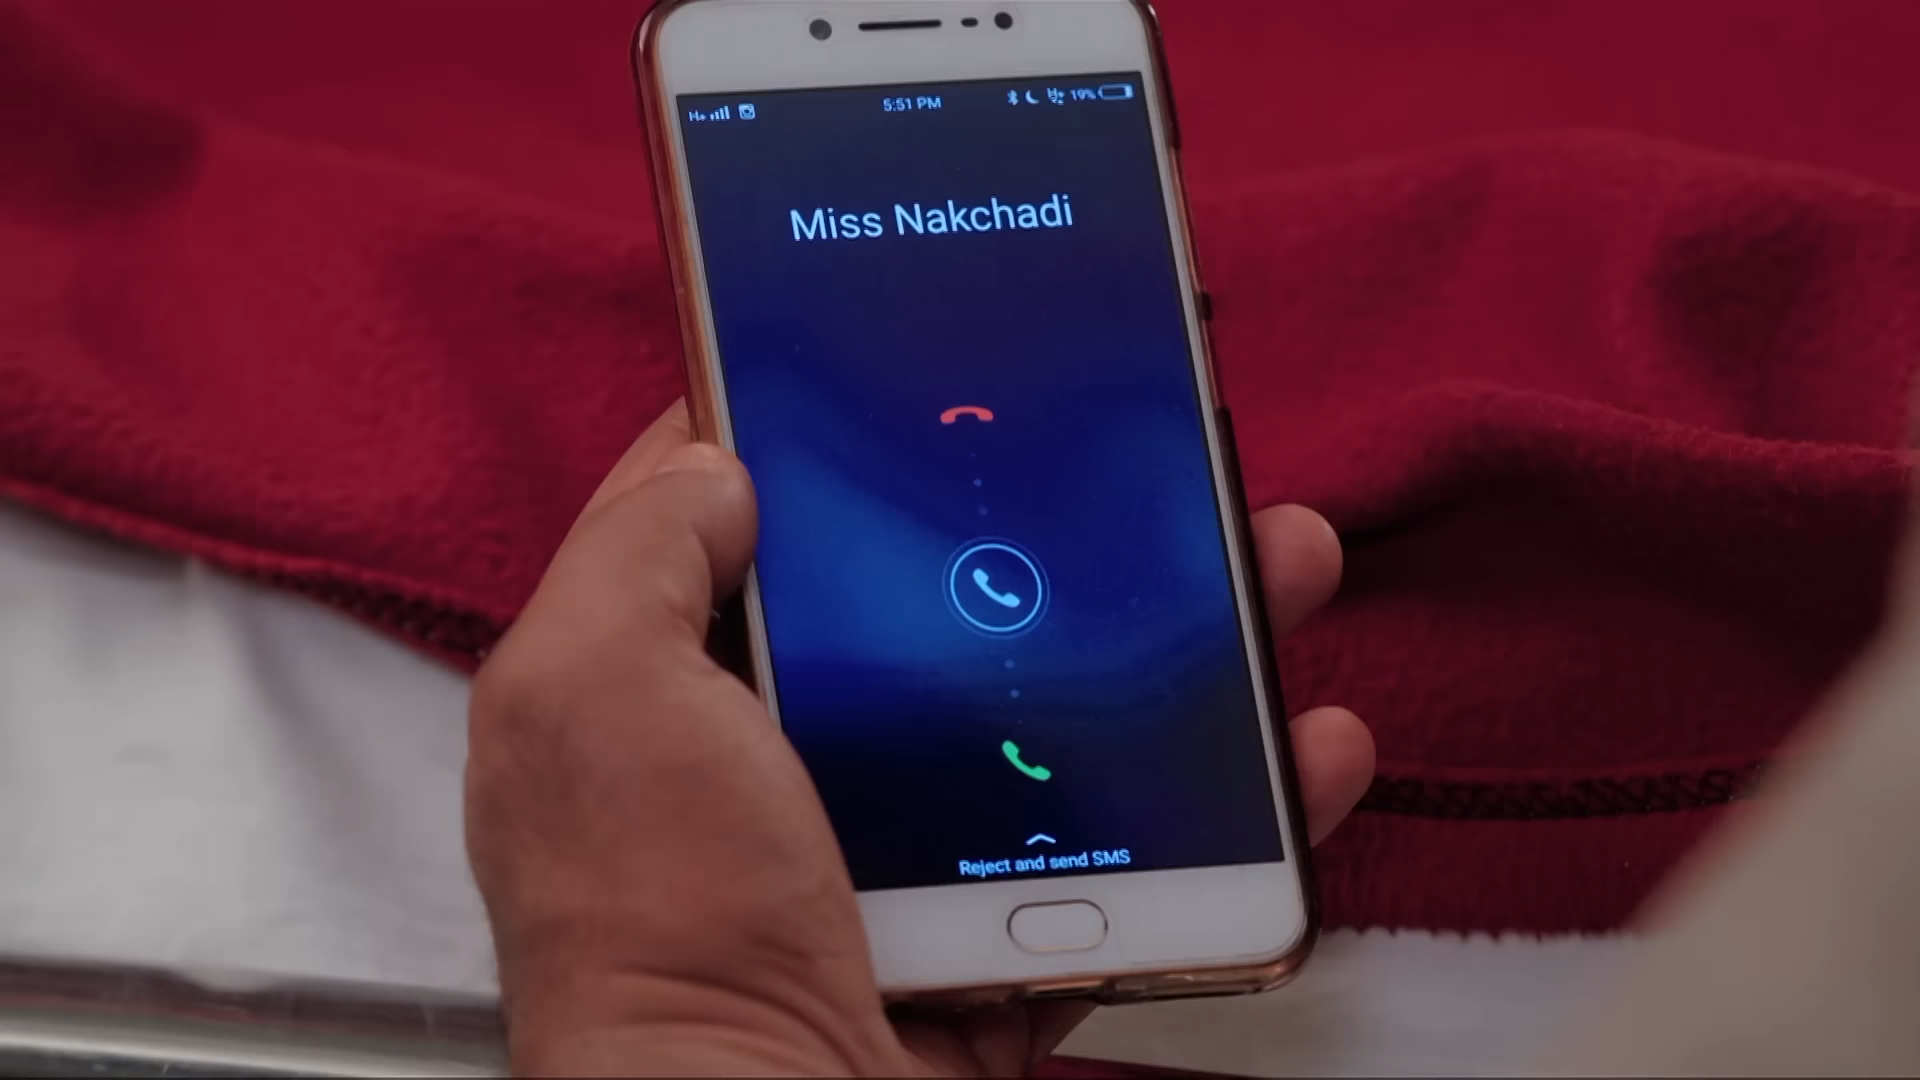 H+ 5:51 PM 19%
Miss Nakchadi
Reject and send SMS